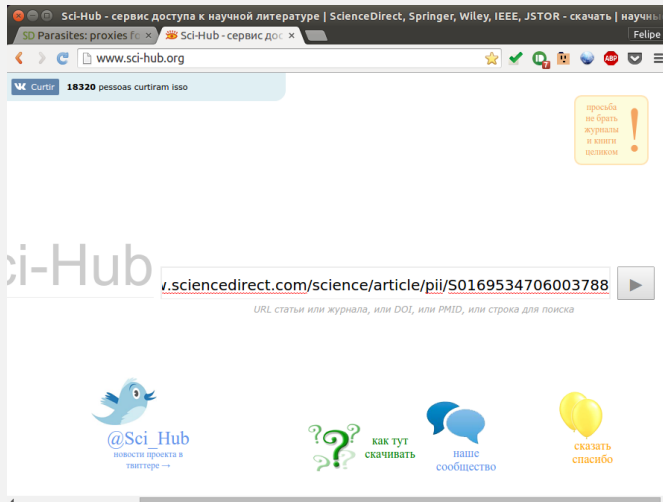 Sci-Hub - сервис доступа к научной литературе | ScienceDirect, Springer, Wiley, IEEE, JSTOR - скачать | научны
SD Parasites: proxies fo
Sci-Hub - сервис дос
Felipe
www.sci-hub.org
7
ABP
Curtir 18320 pessoas curtiram isso
просьба
не брать
журналы
и книги
целиком
!
ci-Hub
w.sciencedirect.com/science/article/pii/S0169534706003788
URL статьи или журнала, или DOI, или PMID, или строка для поиска
@Sci_Hub
новости проекта в
твиттере →
???
как тут
скачивать
наше
сообщество
сказать
спасибо